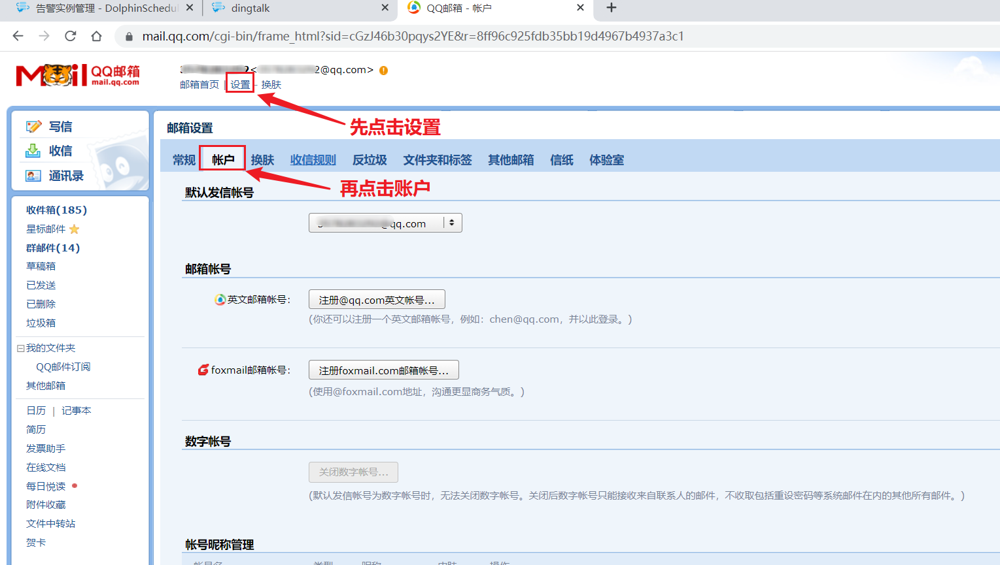 告警实例管理 - DolphinSchedul
dingtalk
QQ邮箱 - 帐户
mail.qq.com/cgi-bin/frame_html?sid=cGzJ46b30pqys2YE&r=8ff96c925fdb35bb19d4967b4937a3c1
Mail QQ邮箱
mail.qq.com
2@qq.com>
邮箱首页 | 设置 - 换肤
先点击设置
写信
收信
通讯录
收件箱(185)
星标邮件
群邮件(14)
草稿箱
已发送
已删除
垃圾箱
我的文件夹
QQ邮件订阅
其他邮箱
日历 | 记事本
简历
发票助手
在线文档
每日悦读
附件收藏
文件中转站
贺卡
邮箱设置
常规 帐户 换肤 收信规则 反垃圾 文件夹和标签 其他邮箱 信纸 体验室
再点击账户
默认发信帐号
@qq.com
邮箱帐号
英文邮箱帐号：
注册@qq.com英文帐号...
(你还可以注册一个英文邮箱帐号，例如：chen@qq.com，并以此登录。)
foxmail邮箱帐号：
注册foxmail.com邮箱帐号...
(使用@foxmail.com地址，沟通更显商务气质。)
数字帐号
关闭数字帐号...
(默认发信帐号为数字帐号时，无法关闭数字帐号。关闭后数字帐号只能接收来自联系人的邮件，不收取包括重设密码等系统邮件在内的其他所有邮件。)
帐号昵称管理
帐号名 类型 昵称 皮肤 操作